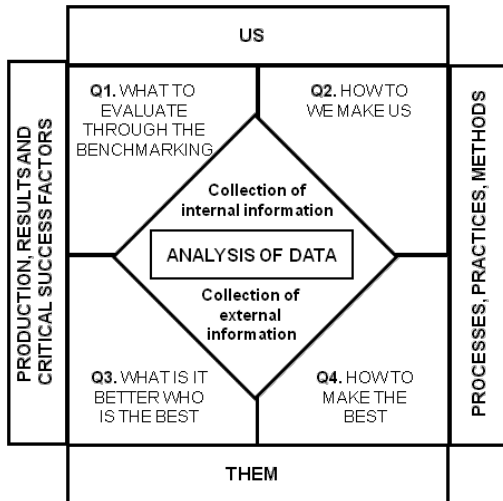 US
PRODUCTION, RESULTS AND
CRITICAL SUCCESS FACTORS
Q1. WHAT TO
EVALUATE
THROUGH THE
BENCHMARKING
Q2. HOW TO
WE MAKE US
Collection of
internal information
ANALYSIS OF DATA
Collection of
external
information
Q3. WHAT IS IT
BETTER WHO
IS THE BEST
Q4. HOW TO
MAKE THE
BEST
PROCESSES, PRACTICES, METHODS
THEM